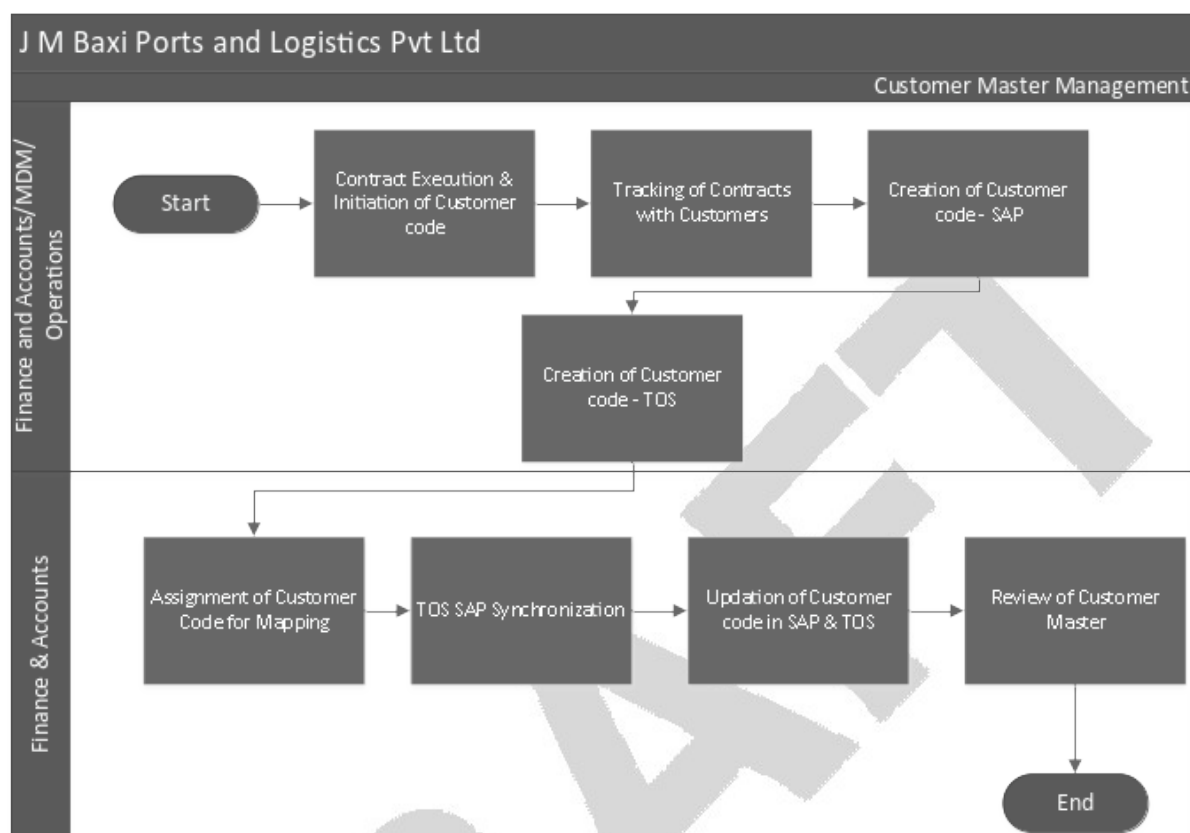 J M Baxi Ports and Logistics Pvt Ltd
Customer Master Management
Finance and Accounts/MDM/
Operations
Start
Contract Execution &
Initiation of Customer
code
Tracking of Contracts
with Customers
Creation of Customer
code - SAP
Creation of Customer
code - TOS
Finance & Accounts
Assignment of Customer
Code for Mapping
TOS SAP Synchronization
Updation of Customer
code in SAP & TOS
Review of Customer
Master
End